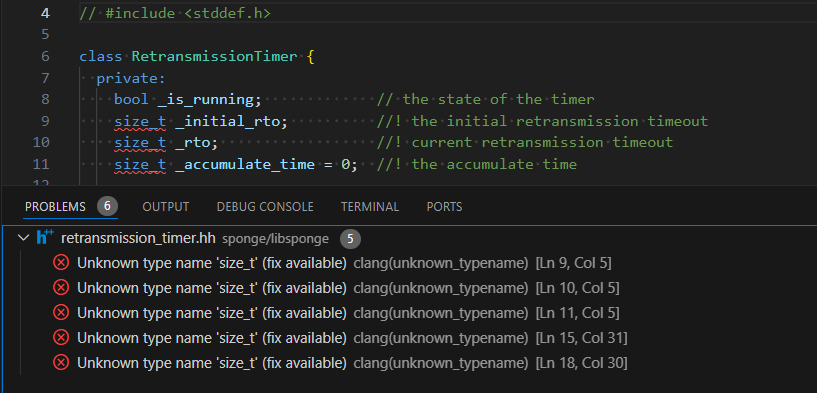 4 // #include <stddef.h>
5
6 class RetransmissionTimer {
7 private:
8 bool _is_running; // the state of the timer
9 size_t _initial_rto; //! the initial retransmission timeout
10 size_t _rto; //! current retransmission timeout
11 size_t _accumulate_time = 0; //! the accumulate time
12
PROBLEMS 6 OUTPUT DEBUG CONSOLE TERMINAL PORTS
h++ retransmission_timer.hh sponge/libsponge 5
Unknown type name 'size_t' (fix available) clang(unknown_typename) [Ln 9, Col 5]
Unknown type name 'size_t' (fix available) clang(unknown_typename) [Ln 10, Col 5]
Unknown type name 'size_t' (fix available) clang(unknown_typename) [Ln 11, Col 5]
Unknown type name 'size_t' (fix available) clang(unknown_typename) [Ln 15, Col 31]
Unknown type name 'size_t' (fix available) clang(unknown_typename) [Ln 18, Col 30]